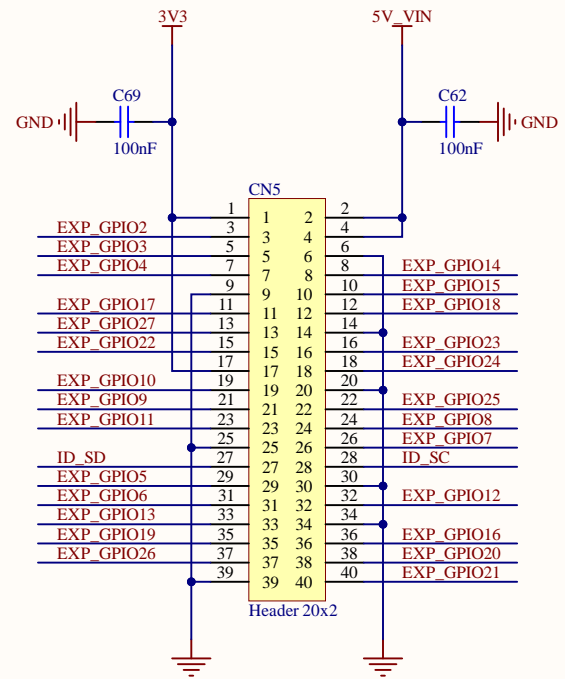 3V3 5V_VIN
C69 C62
GND GND
100nF 100nF
CN5
1 1 2 2
EXP_GPIO2 3 3 4 4
EXP_GPIO3 5 5 6 6
EXP_GPIO4 7 7 8 8 EXP_GPIO14
9 9 10 10 EXP_GPIO15
EXP_GPIO17 11 11 12 12 EXP_GPIO18
EXP_GPIO27 13 13 14 14
EXP_GPIO22 15 15 16 16 EXP_GPIO23
17 17 18 18 EXP_GPIO24
EXP_GPIO10 19 19 20 20
EXP_GPIO9 21 21 22 22 EXP_GPIO25
EXP_GPIO11 23 23 24 24 EXP_GPIO8
25 25 26 26 EXP_GPIO7
ID_SD 27 27 28 28 ID_SC
EXP_GPIO5 29 29 30 30
EXP_GPIO6 31 31 32 32 EXP_GPIO12
EXP_GPIO13 33 33 34 34
EXP_GPIO19 35 35 36 36 EXP_GPIO16
EXP_GPIO26 37 37 38 38 EXP_GPIO20
39 39 40 40 EXP_GPIO21
Header 20x2